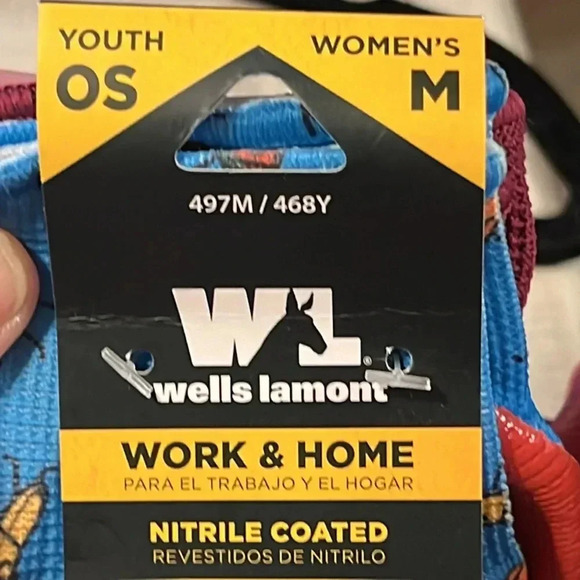 YOUTH WOMEN'S
OS M
497M / 468Y
WL®
wells lamont
WORK & HOME
PARA EL TRABAJO Y EL HOGAR
NITRILE COATED
REVESTIDOS DE NITRILO